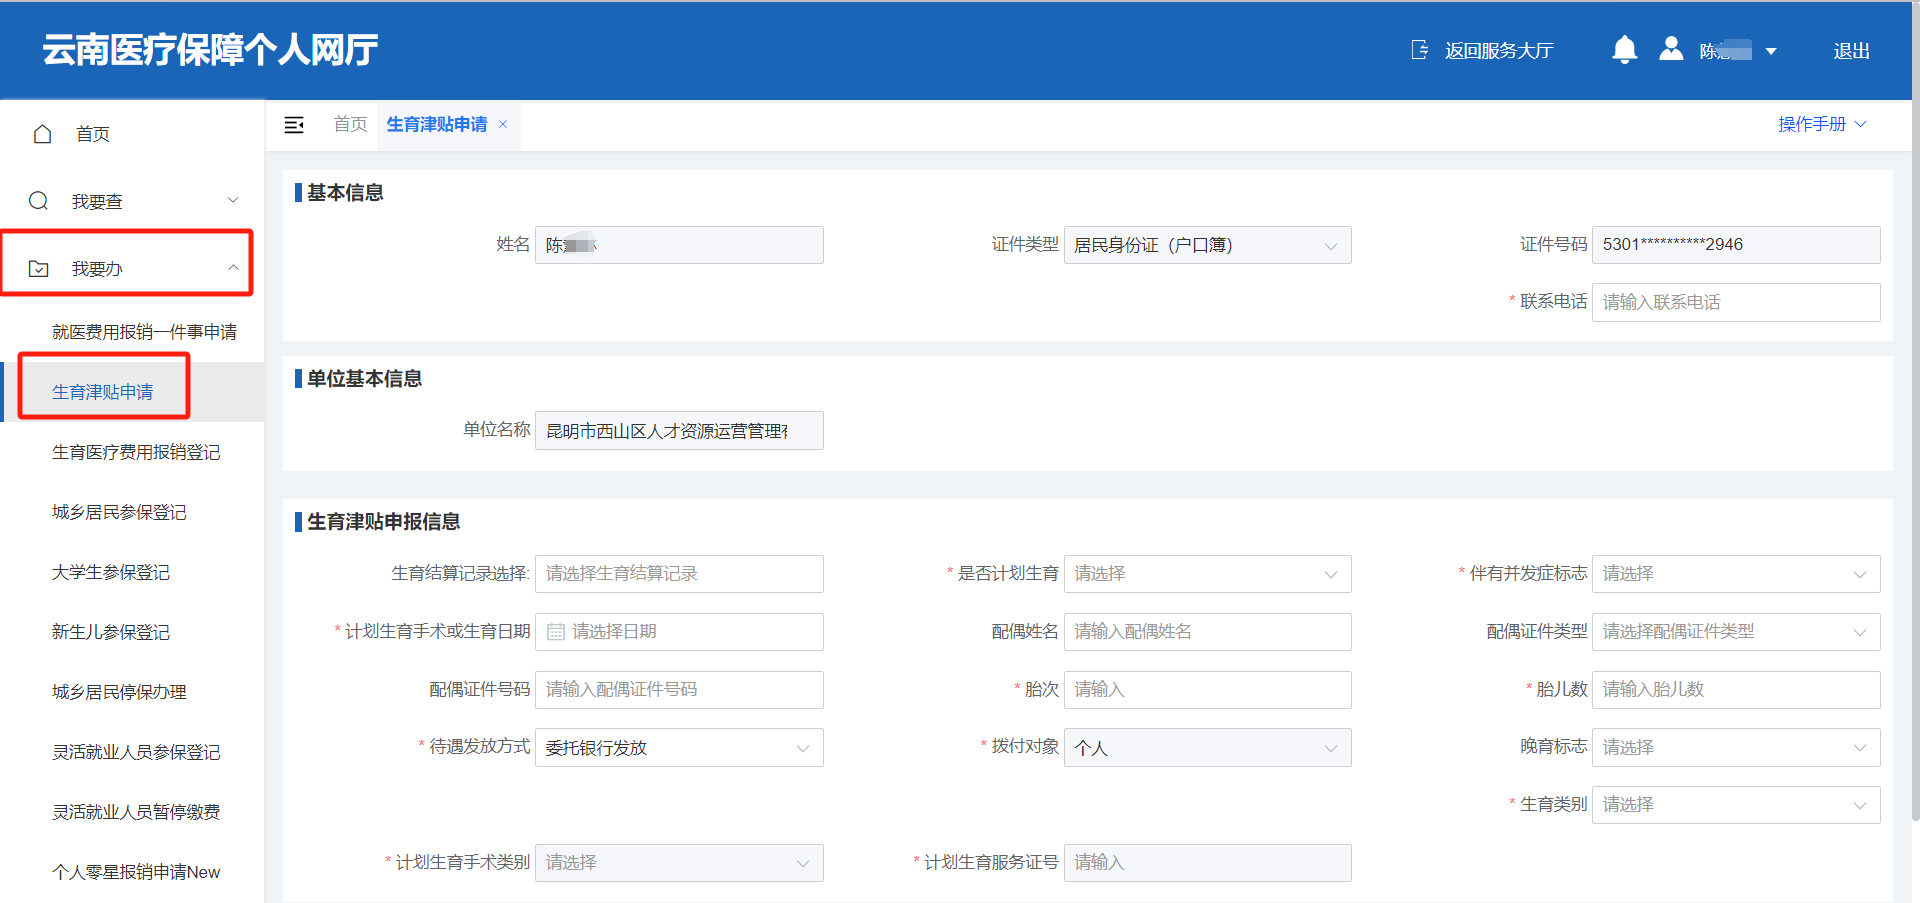 云南医疗保障个人网厅
返回服务大厅
陈
退出
首页
我要查
我要办
就医费用报销一件事申请
生育津贴申请
生育医疗费用报销登记
城乡居民参保登记
大学生参保登记
新生儿参保登记
城乡居民停保办理
灵活就业人员参保登记
灵活就业人员暂停缴费
个人零星报销申请New
首页 生育津贴申请 ×
操作手册
基本信息
姓名 陈
证件类型 居民身份证（户口簿）
证件号码 5301**********2946
* 联系电话 请输入联系电话
单位基本信息
单位名称 昆明市西山区人才资源运营管理
生育津贴申报信息
生育结算记录选择: 请选择生育结算记录
* 是否计划生育 请选择
* 伴有并发症标志 请选择
* 计划生育手术或生育日期 请选择日期
配偶姓名 请输入配偶姓名
配偶证件类型 请选择配偶证件类型
配偶证件号码 请输入配偶证件号码
* 胎次 请输入
* 胎儿数 请输入胎儿数
* 待遇发放方式 委托银行发放
* 拨付对象 个人
晚育标志 请选择
* 生育类别 请选择
* 计划生育手术类别 请选择
* 计划生育服务证号 请输入